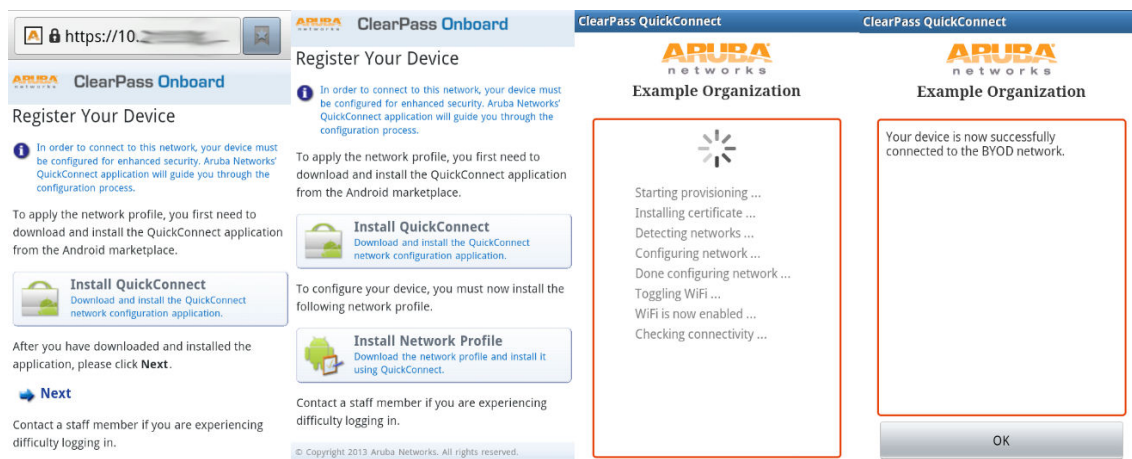 https://10.
ARUBA networks ClearPass Onboard
Register Your Device
In order to connect to this network, your device must
be configured for enhanced security. Aruba Networks'
QuickConnect application will guide you through the
configuration process.
To apply the network profile, you first need to
download and install the QuickConnect application
from the Android marketplace.
Install QuickConnect
Download and install the QuickConnect
network configuration application.
After you have downloaded and installed the
application, please click Next.
Next
Contact a staff member if you are experiencing
difficulty logging in.
ARUBA networks ClearPass Onboard
Register Your Device
In order to connect to this network, your device must
be configured for enhanced security. Aruba Networks'
QuickConnect application will guide you through the
configuration process.
To apply the network profile, you first need to
download and install the QuickConnect application
from the Android marketplace.
Install QuickConnect
Download and install the QuickConnect
network configuration application.
To configure your device, you must now install the
following network profile.
Install Network Profile
Download the network profile and install it
using QuickConnect.
Contact a staff member if you are experiencing
difficulty logging in.
© Copyright 2013 Aruba Networks. All rights reserved.
ClearPass QuickConnect
ARUBA
networks
Example Organization
Starting provisioning ...
Installing certificate ...
Detecting networks ...
Configuring network ...
Done configuring network ...
Toggling WiFi ...
WiFi is now enabled ...
Checking connectivity ...
ClearPass QuickConnect
ARUBA
networks
Example Organization
Your device is now successfully
connected to the BYOD network.
OK